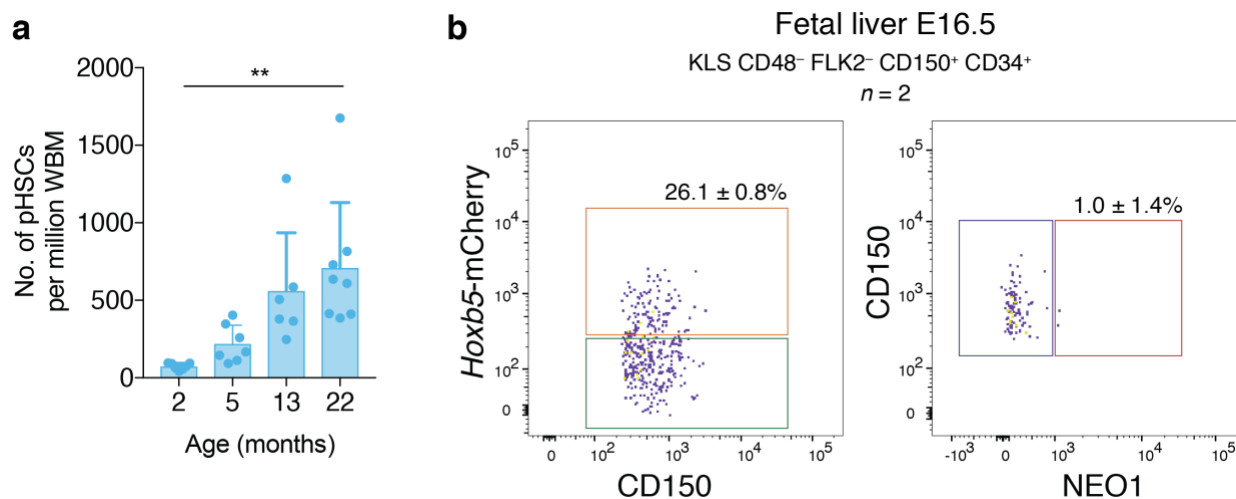 a
2000
1500
1000
500
0
**
No. of pHSCs
per million WBM
2
5
13
22
Age (months)
b
Fetal liver E16.5
KLS CD48⁻ FLK2⁻ CD150⁺ CD34⁺
n = 2
26.1 ± 0.8%
10⁵
10⁴
10³
10²
0
Hoxb5-mCherry
0
10²
10³
10⁴
10⁵
CD150
1.0 ± 1.4%
10⁵
10⁴
10³
10²
0
CD150
-10³
0
10³
10⁴
10⁵
NEO1